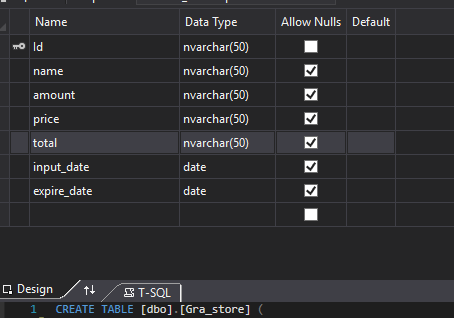 Name Data Type Allow Nulls Default
Id nvarchar(50)
name nvarchar(50)
amount nvarchar(50)
price nvarchar(50)
total nvarchar(50)
input_date date
expire_date date
Design T-SQL
1 CREATE TABLE [dbo].[Gra_store] (